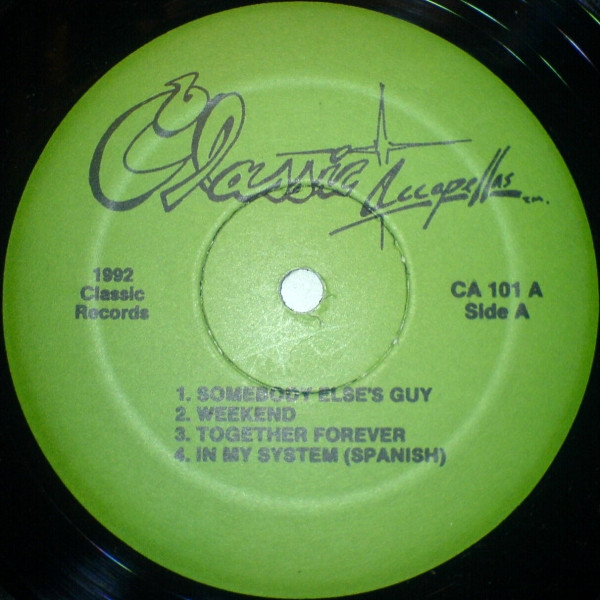 Classic Accapellas T.M.
1992
Classic
Records
CA 101 A
Side A
1. SOMEBODY ELSE'S GUY
2. WEEKEND
3. TOGETHER FOREVER
4. IN MY SYSTEM (SPANISH)